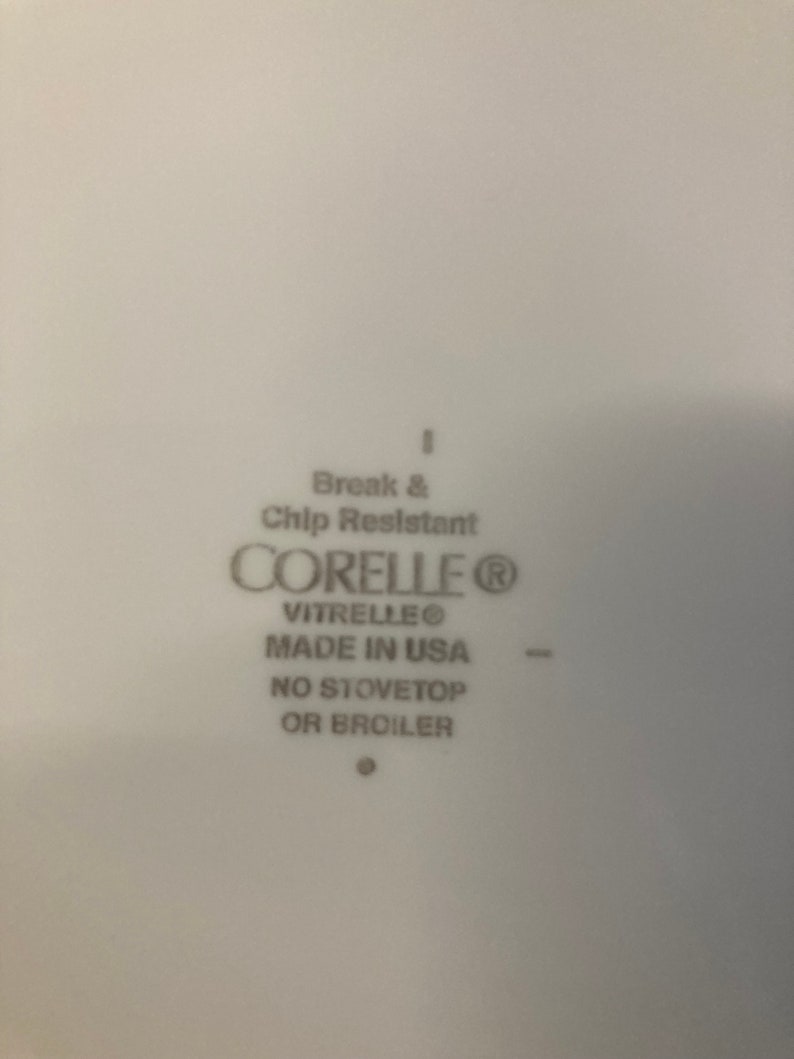 Break &
Chip Resistant
CORELLE®
VITRELLE®
MADE IN USA
NO STOVETOP
OR BROILER